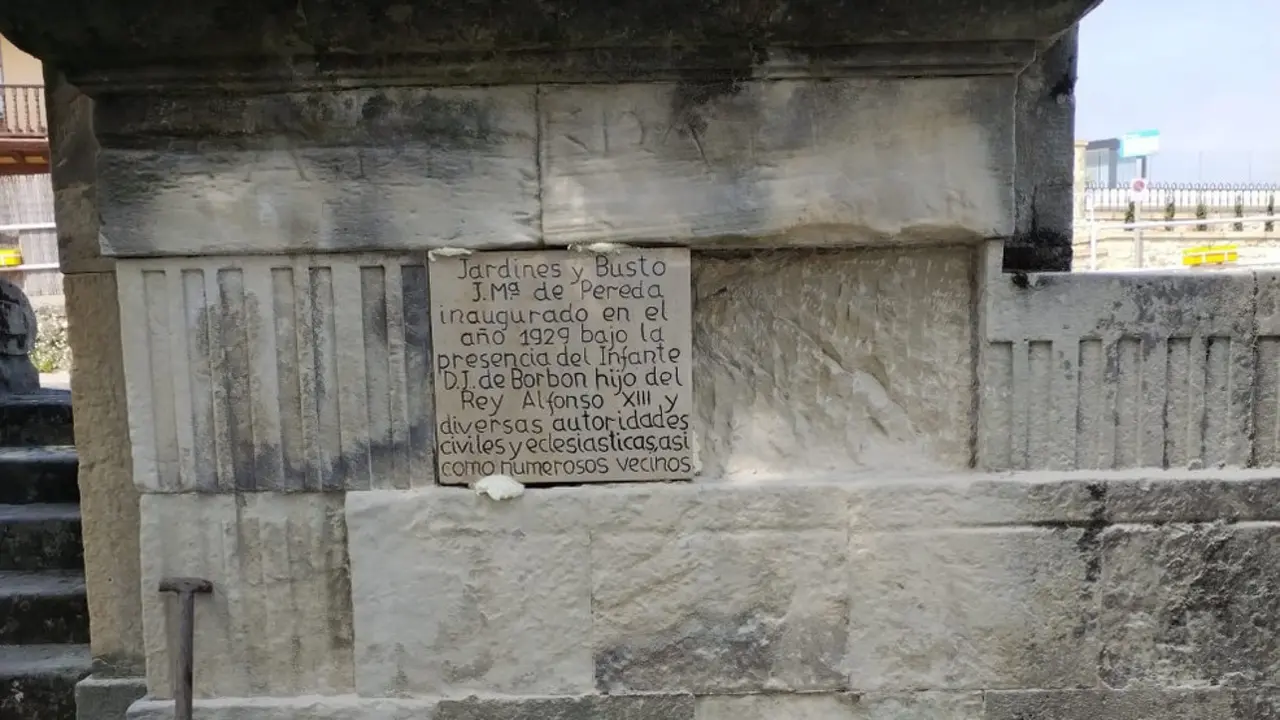 Jardines y Busto
J. Mª de Pereda
inaugurado en el
año 1929 bajo la
presencia del Infante
D.J. de Borbon hijo del
Rey Alfonso XIII y
diversas autoridades
civiles y eclesiasticas, asi
como numerosos vecinos